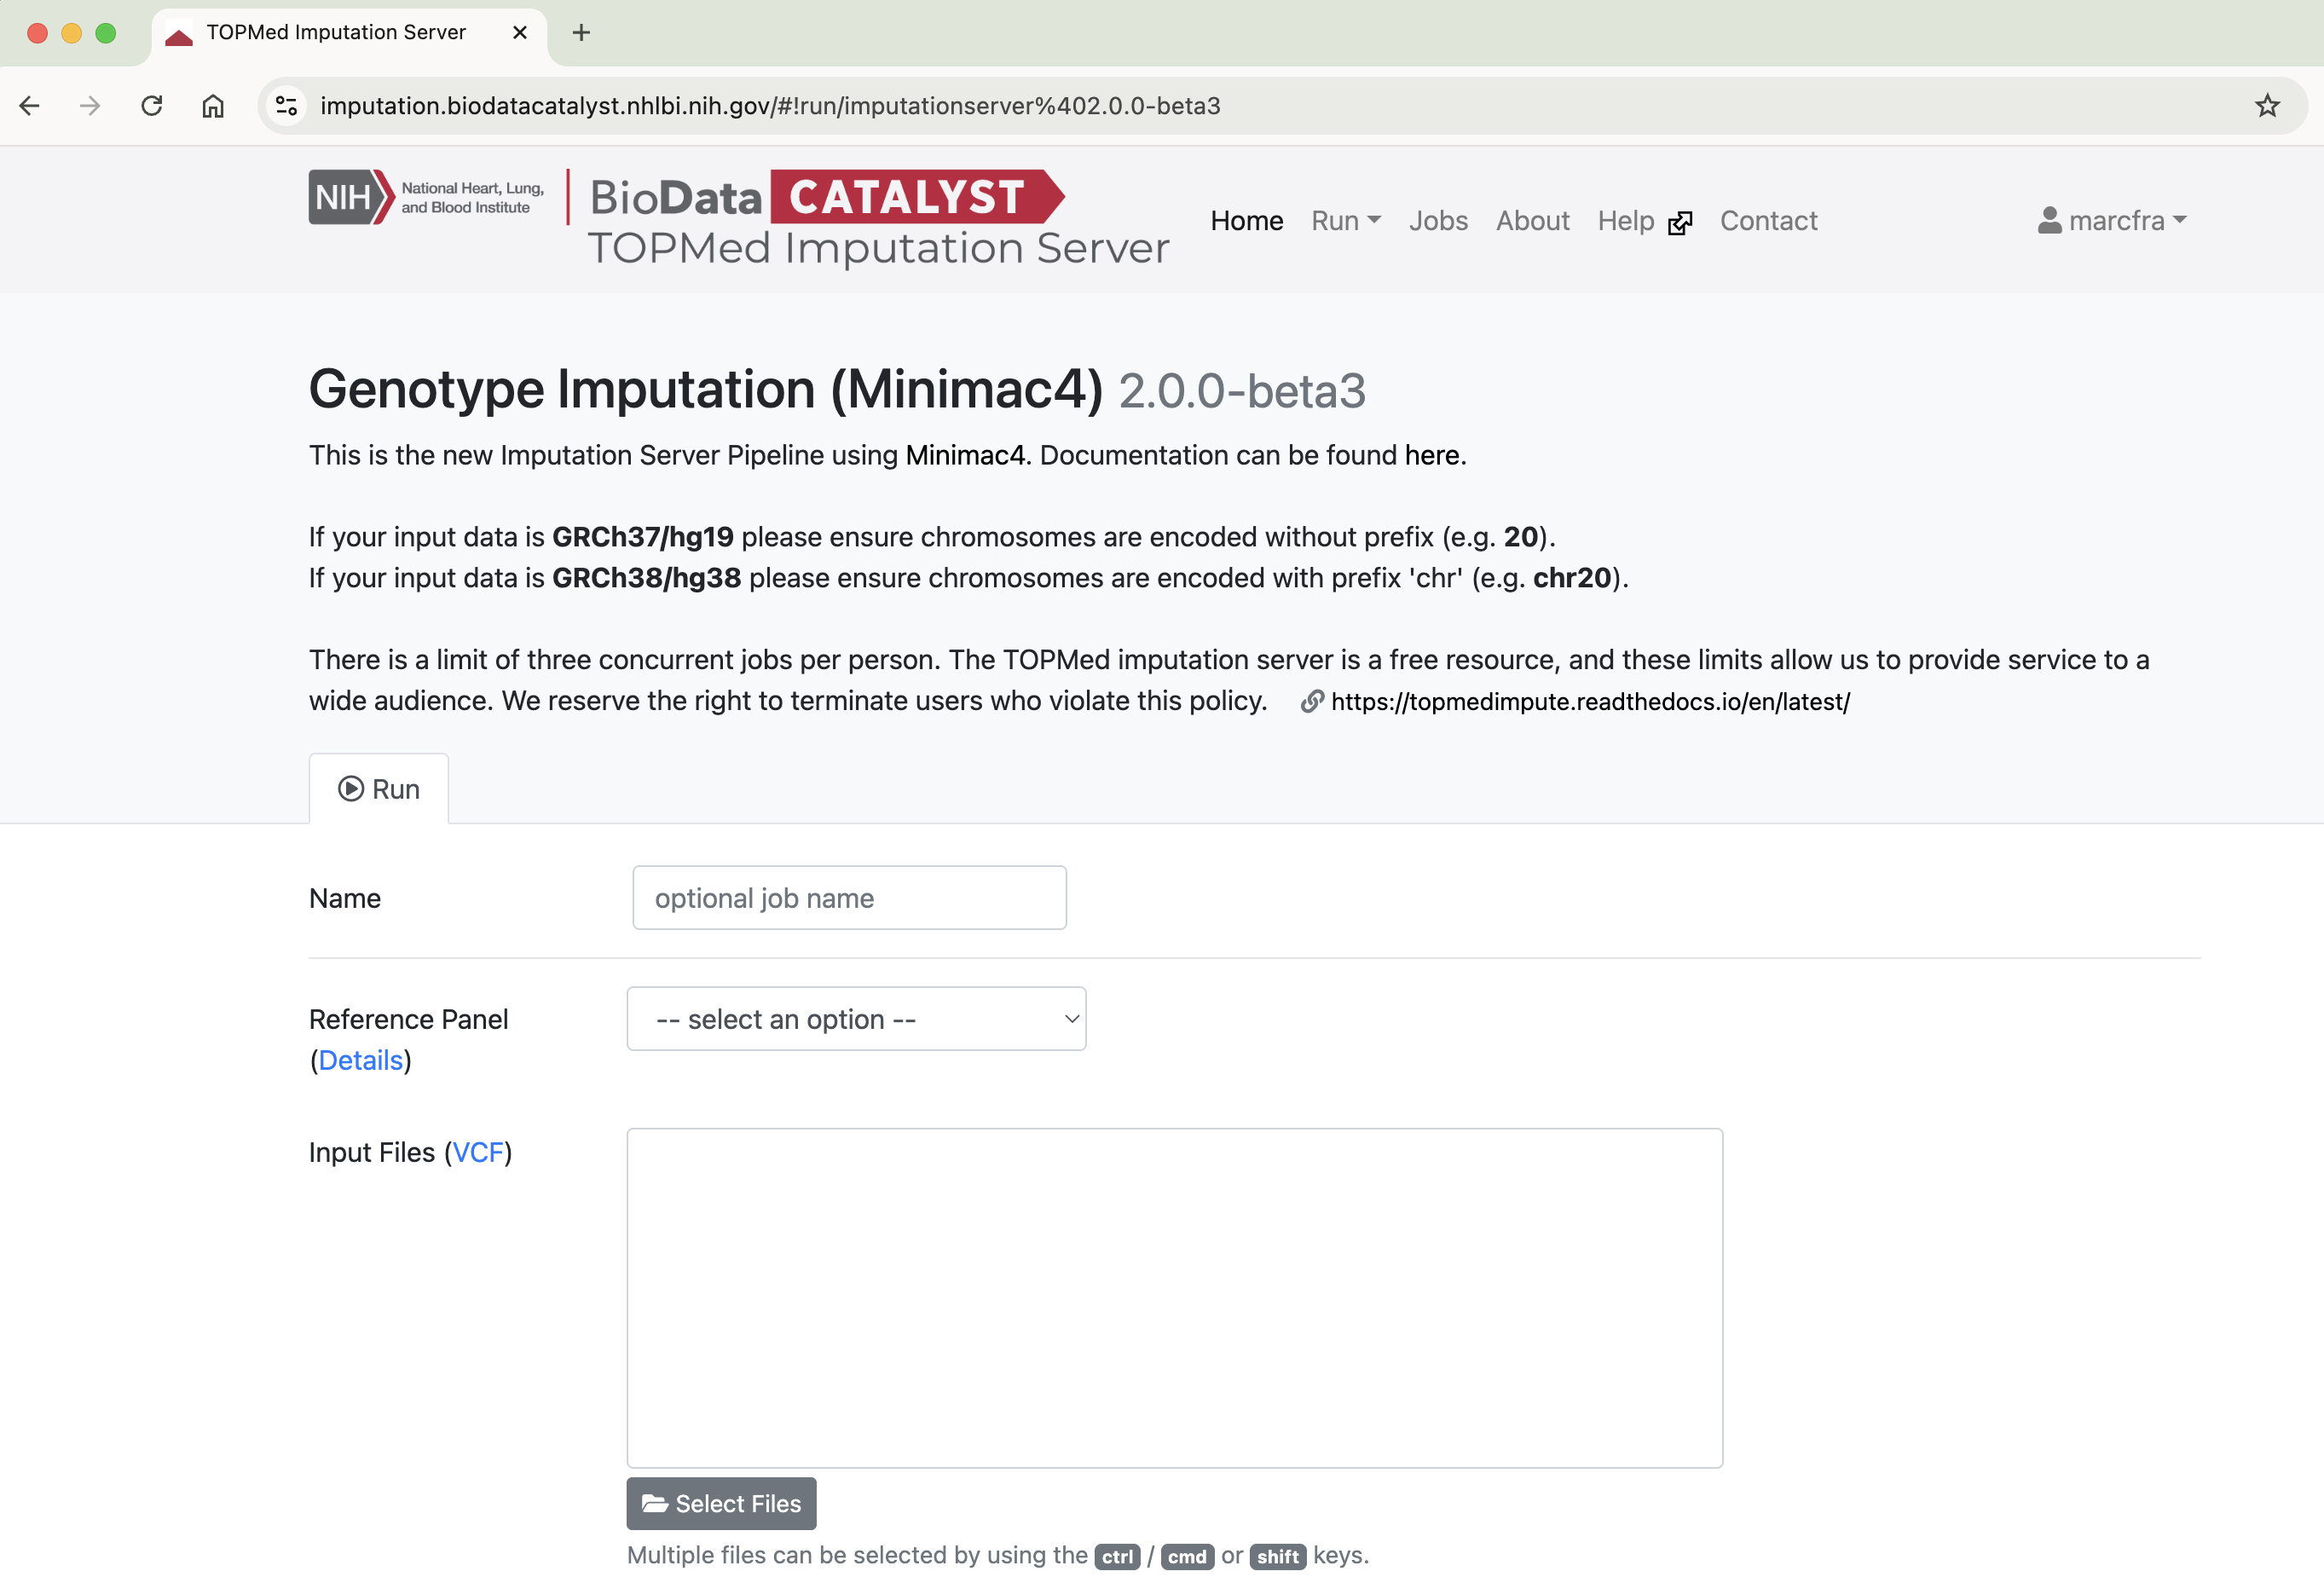 TOPMed Imputation Server
imputation.biodatacatalyst.nhlbi.nih.gov/#!run/imputationserver%402.0.0-beta3
NIH National Heart, Lung, and Blood Institute
BioData CATALYST
TOPMed Imputation Server
Home Run Jobs About Help Contact marcfra
Genotype Imputation (Minimac4) 2.0.0-beta3
This is the new Imputation Server Pipeline using Minimac4. Documentation can be found here.
If your input data is GRCh37/hg19 please ensure chromosomes are encoded without prefix (e.g. 20).
If your input data is GRCh38/hg38 please ensure chromosomes are encoded with prefix 'chr' (e.g. chr20).
There is a limit of three concurrent jobs per person. The TOPMed imputation server is a free resource, and these limits allow us to provide service to a
wide audience. We reserve the right to terminate users who violate this policy. https://topmedimpute.readthedocs.io/en/latest/
Run
Name optional job name
Reference Panel -- select an option --
(Details)
Input Files (VCF)
Select Files
Multiple files can be selected by using the ctrl / cmd or shift keys.